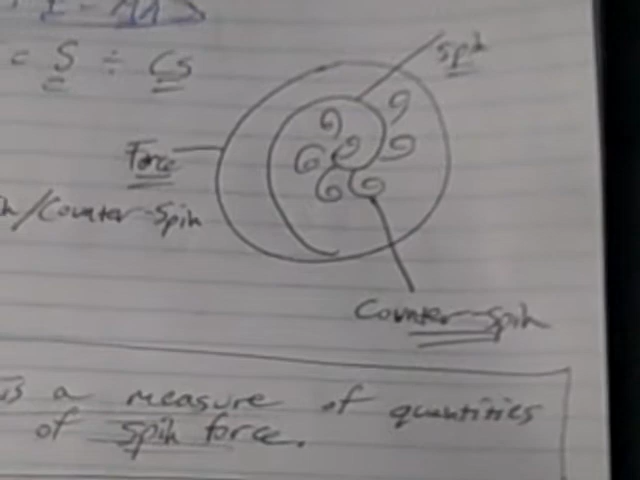 = S ÷ CS
Spin
Force
/Counter-Spin
Counter-Spin
is a measure of quantities
of Spin force.